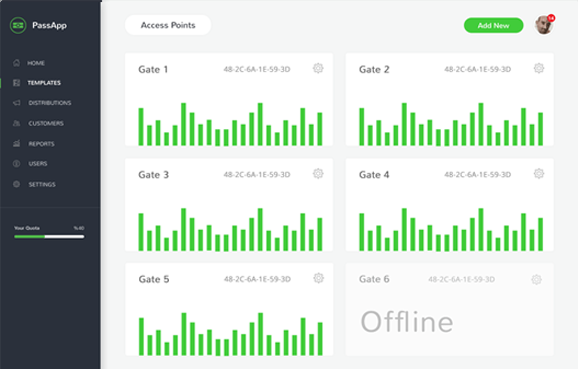 PassApp
Access Points
Add New
14
HOME
TEMPLATES
DISTRIBUTIONS
CUSTOMERS
REPORTS
USERS
SETTINGS
Your Quota %40
Gate 1 48-2C-6A-1E-59-3D
Gate 2 48-2C-6A-1E-59-3D
Gate 3 48-2C-6A-1E-59-3D
Gate 4 48-2C-6A-1E-59-3D
Gate 5 48-2C-6A-1E-59-3D
Gate 6 48-2C-6A-1E-59-3D
Offline